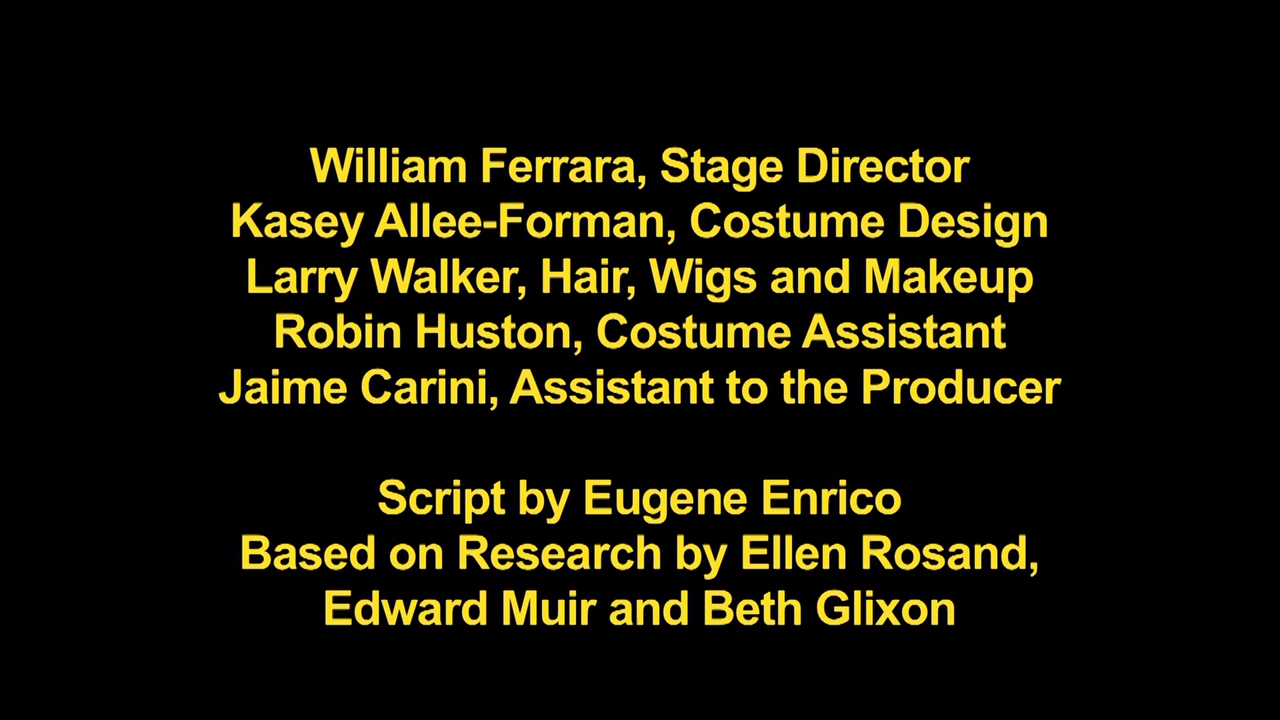 William Ferrara, Stage Director
Kasey Allee-Forman, Costume Design
Larry Walker, Hair, Wigs and Makeup
Robin Huston, Costume Assistant
Jaime Carini, Assistant to the Producer
Script by Eugene Enrico
Based on Research by Ellen Rosand,
Edward Muir and Beth Glixon